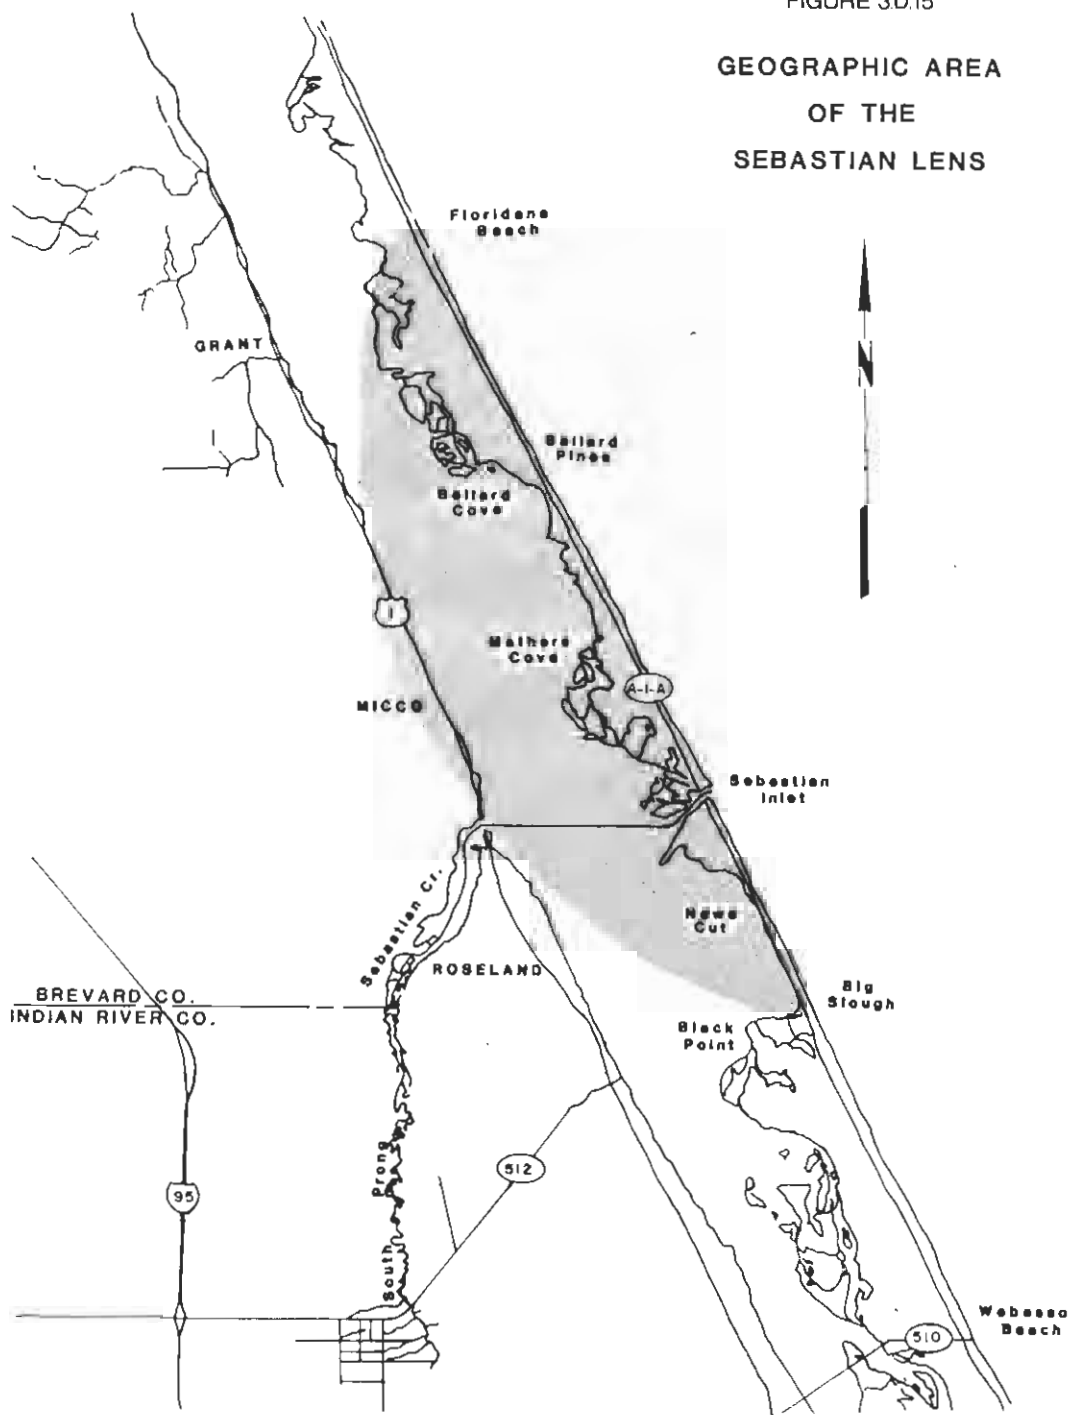 FIGURE 3.D.15
GEOGRAPHIC AREA
OF THE
SEBASTIAN LENS
Floridana
Beach
N
GRANT
Ballard
Pines
Ballard
Cove
1
Mathers
Cove
A-1-A
MICCO
Sebastian
Inlet
Sebastian Cr.
News
Cut
ROSELAND
BREVARD CO.
INDIAN RIVER CO.
Big
Slough
Black
Point
South Prong
512
95
Wabasso
Beach
510